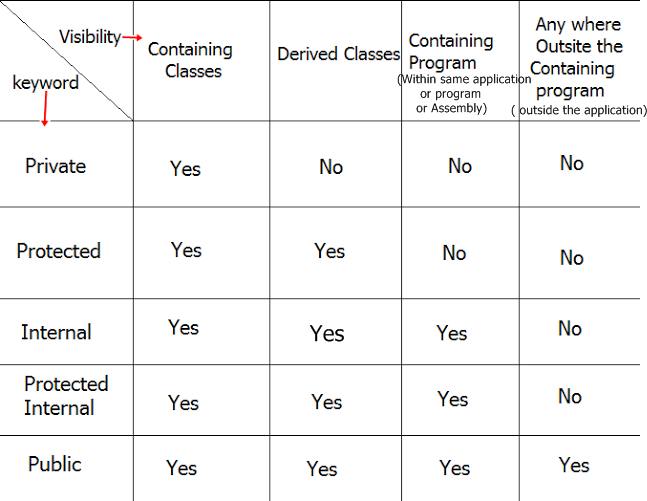 Visibility
keyword
Containing
Classes
Derived Classes
Containing
Program
(Within same application
or program
or Assembly)
Any where
Outsite the
Containing
program
( outside the application)
Private
Yes
No
No
No
Protected
Yes
Yes
No
No
Internal
Yes
Yes
Yes
No
Protected
Internal
Yes
Yes
Yes
No
Public
Yes
Yes
Yes
Yes